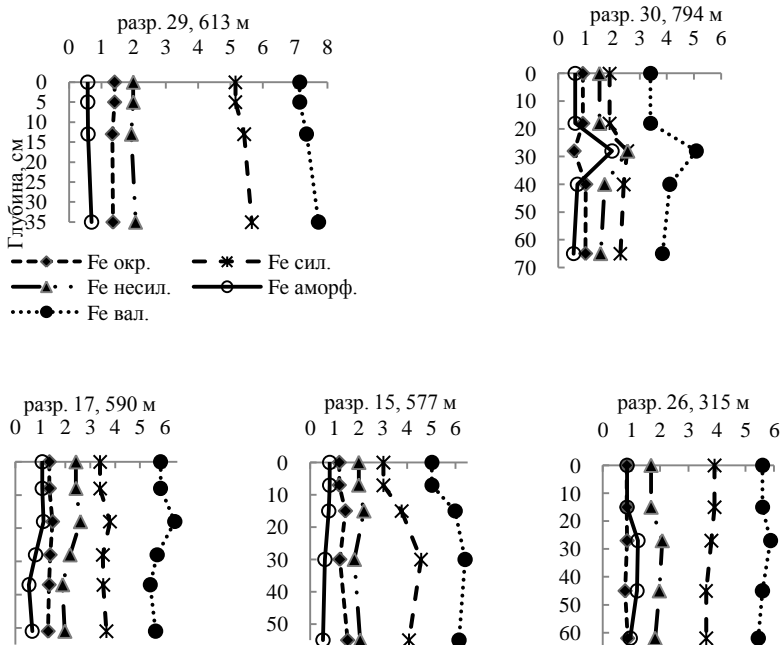 разр. 29, 613 м
0 1 2 3 4 5 6 7 8
0
5
10
15
20
25
30
35
Глубина, см
Fe окр.
Fe сил.
Fe несил.
Fe аморф.
Fe вал.
разр. 30, 794 м
0 1 2 3 4 5 6
0
10
20
30
40
50
60
70
разр. 17, 590 м
0 1 2 3 4 5 6
разр. 15, 577 м
0 1 2 3 4 5 6
0
10
20
30
40
50
разр. 26, 315 м
0 1 2 3 4 5 6
0
10
20
30
40
50
60